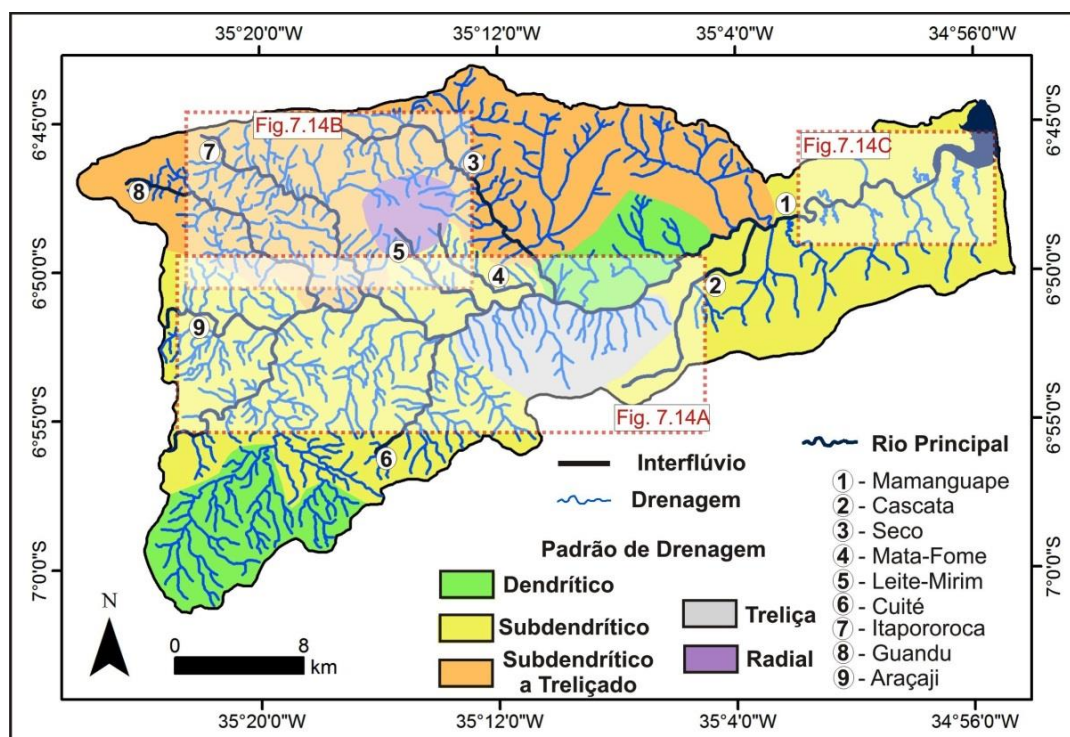 35°20'0"W 35°12'0"W 35°4'0"W 34°56'0"W
6°45'0"S
6°50'0"S
6°55'0"S
7°0'0"S
6°45'0"S
6°50'0"S
6°55'0"S
7°0'0"S
Fig.7.14B
Fig.7.14C
Fig. 7.14A
7
8
3
5
4
9
6
1
2
Interflúvio
Drenagem
Padrão de Drenagem
Dendrítico
Subdendrítico
Subdendrítico
a Treliçado
Treliça
Radial
Rio Principal
1 - Mamanguape
2 - Cascata
3 - Seco
4 - Mata-Fome
5 - Leite-Mirim
6 - Cuité
7 - Itapororoca
8 - Guandu
9 - Araçaji
N
0 8
km
35°20'0"W 35°12'0"W 35°4'0"W 34°56'0"W